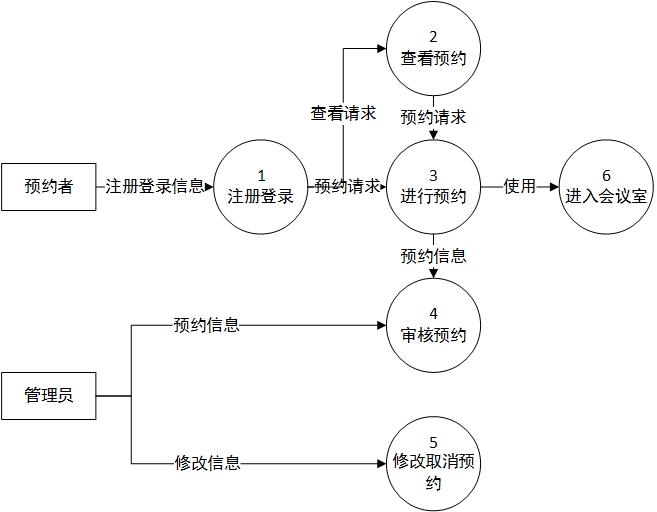 2
查看预约
查看请求
预约请求
预约者
注册登录信息
1
注册登录
预约请求
3
进行预约
使用
6
进入会议室
预约信息
4
审核预约
预约信息
管理员
修改信息
5
修改取消预
约